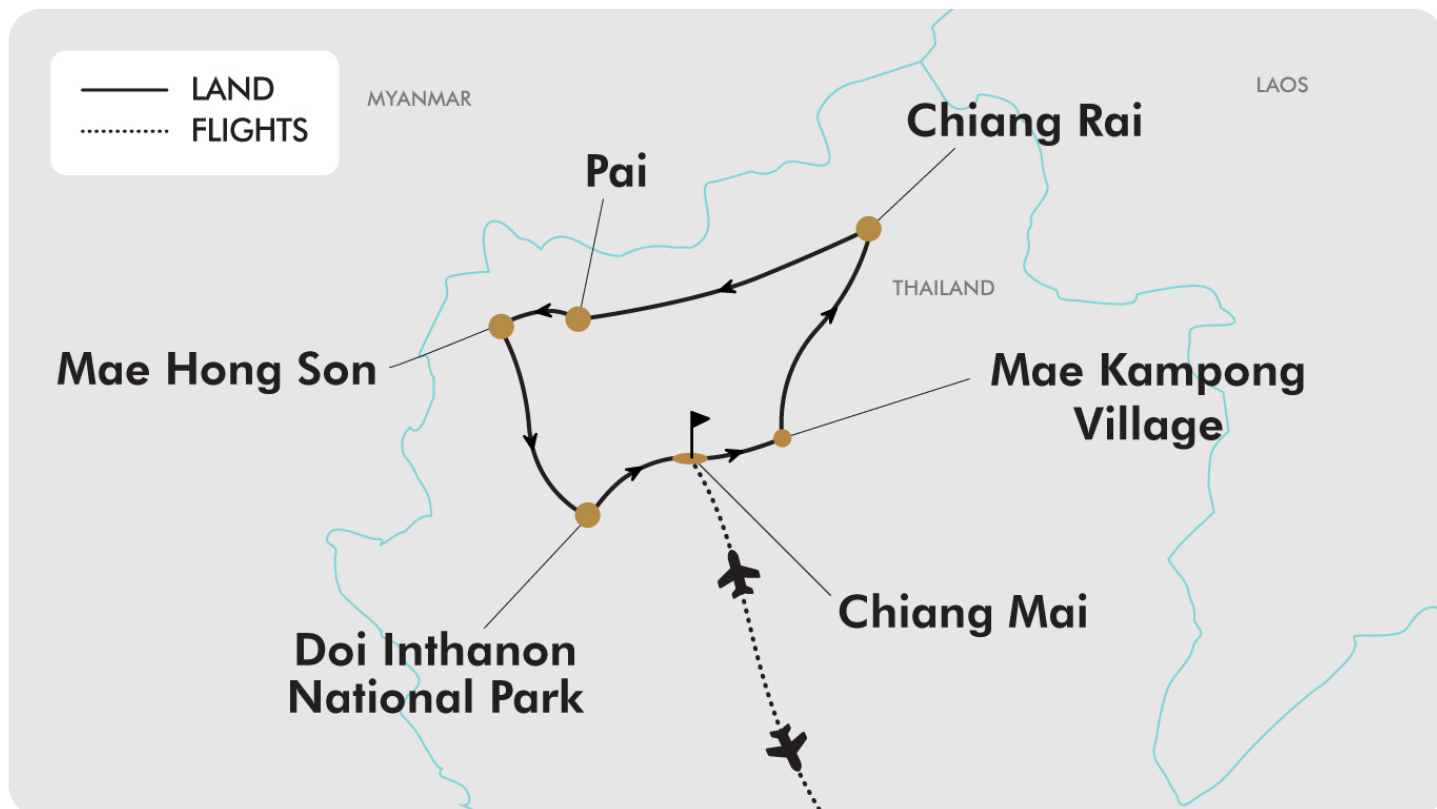 LAND
FLIGHTS
MYANMAR
LAOS
Chiang Rai
Pai
THAILAND
Mae Hong Son
Mae Kampong
Village
Chiang Mai
Doi Inthanon
National Park